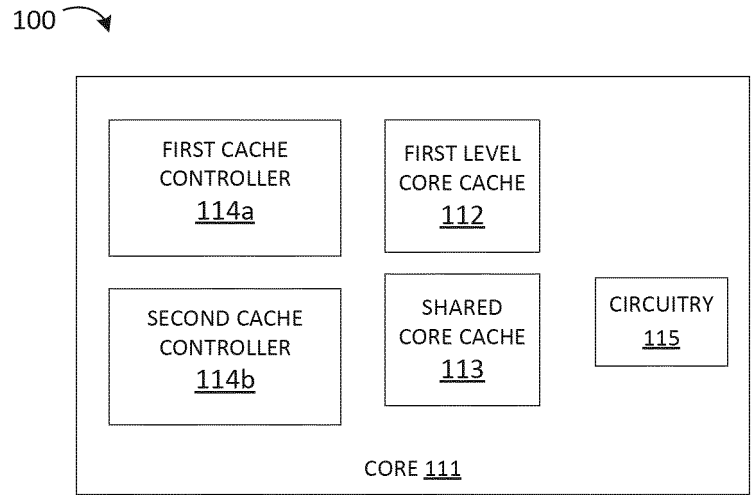 100
FIRST CACHE
CONTROLLER
114a
FIRST LEVEL
CORE CACHE
112
SECOND CACHE
CONTROLLER
114b
SHARED
CORE CACHE
113
CIRCUITRY
115
CORE 111